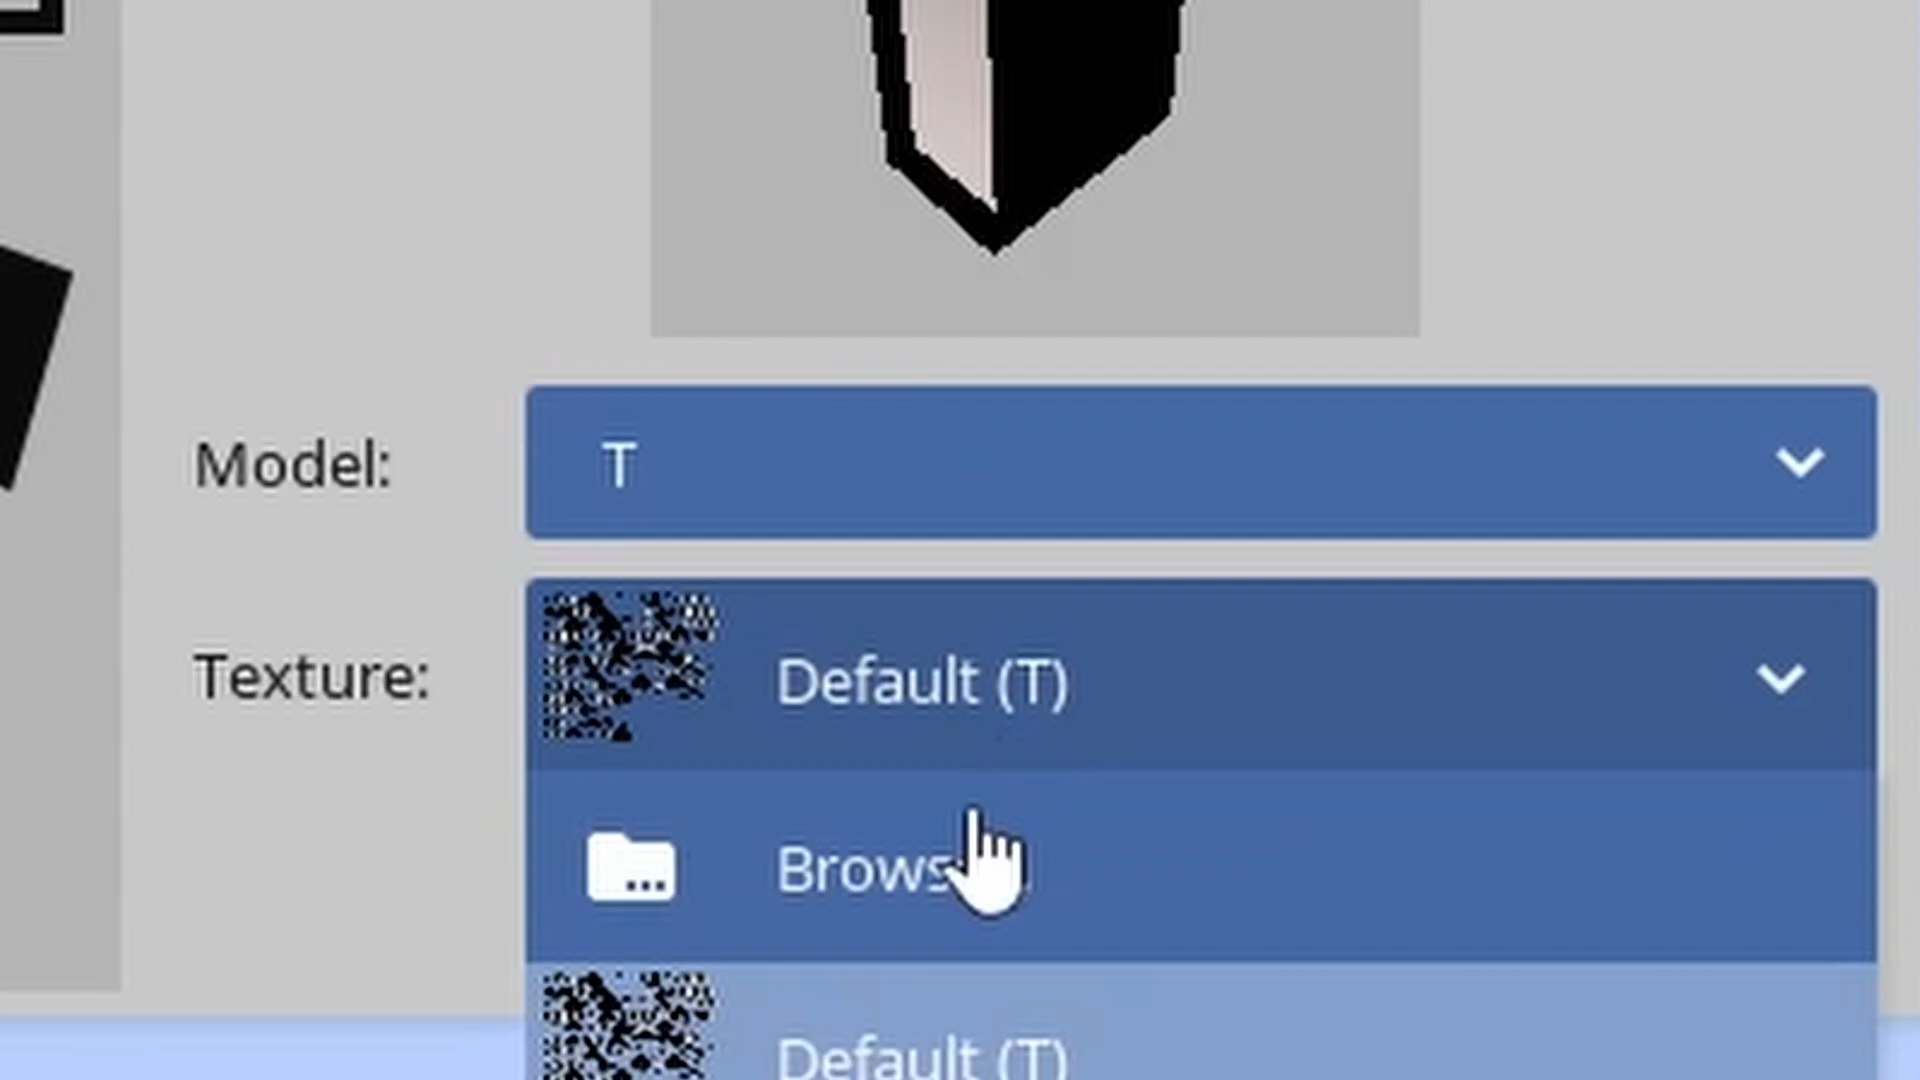 Model:
T
Texture:
Default (T)
Default (T)